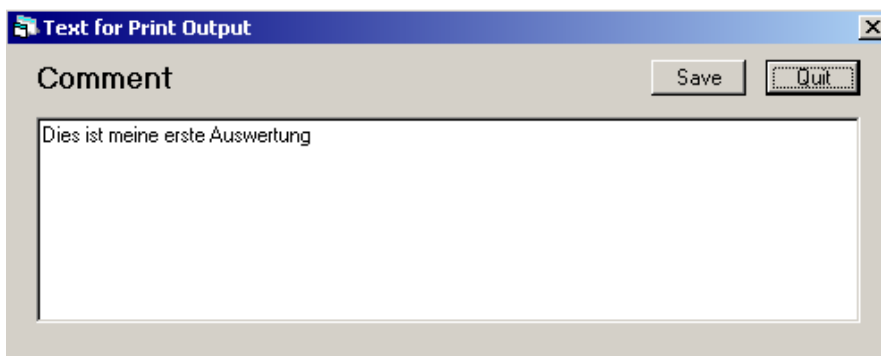 Text for Print Output
Comment
Save
Quit
Dies ist meine erste Auswertung